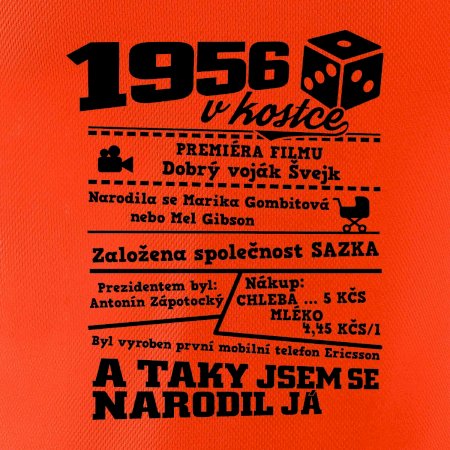 1956
v kostce
PREMIÉRA FILMU
Dobrý voják Švejk
Narodila se Marika Gombitová
nebo Mel Gibson
Založena společnost SAZKA
Prezidentem byl:
Antonín Zápotocký
Nákup:
CHLEBA ... 5 KČS
MLÉKO
4,45 KČS/l
Byl vyroben první mobilní telefon Ericsson
A TAKY JSEM SE
NARODIL JÁ